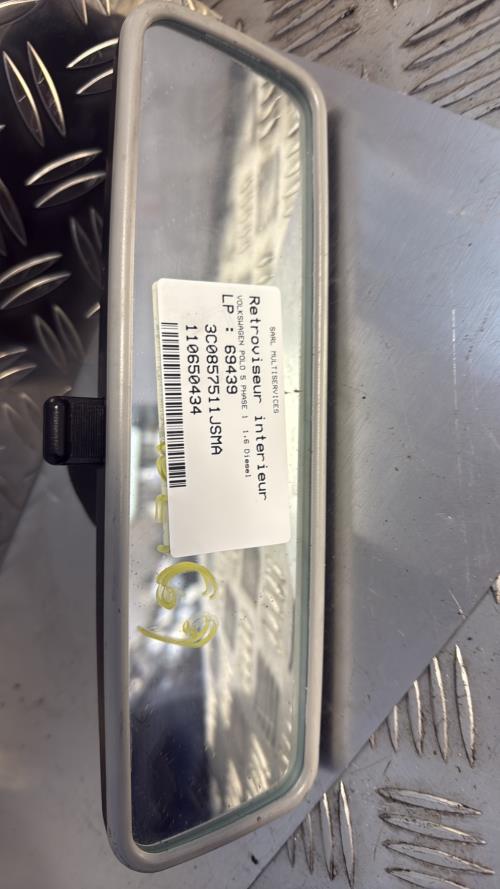 SARL MULTISERVICES
Retroviseur interieur
VOLKSWAGEN POLO 5 PHASE 1 1.6 Diesel
LP : 69439
3C0857511JSMA
110650434